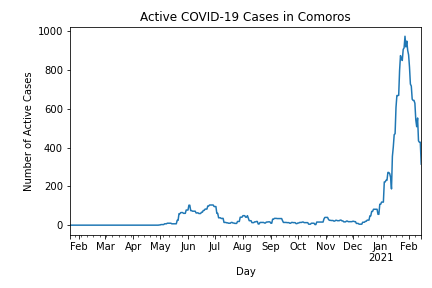 Active COVID-19 Cases in Comoros
Number of Active Cases
1000
800
600
400
200
0
Feb Mar Apr May Jun Jul Aug Sep Oct Nov Dec Jan Feb
2021
Day